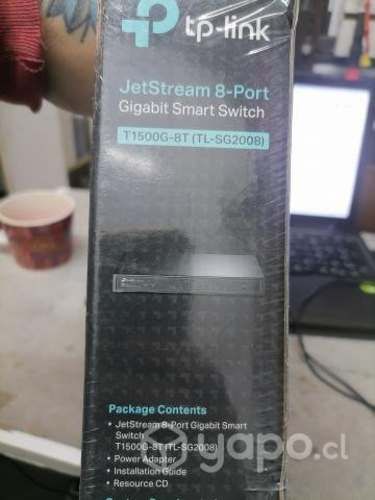 tp-link
JetStream 8-Port
Gigabit Smart Switch
T1500G-8T (TL-SG2008)
Package Contents
• JetStream 8-Port Gigabit Smart
Switch
T1500G-8T (TL-SG2008)
• Power Adapter
• Installation Guide
• Resource CD
yapo.cl